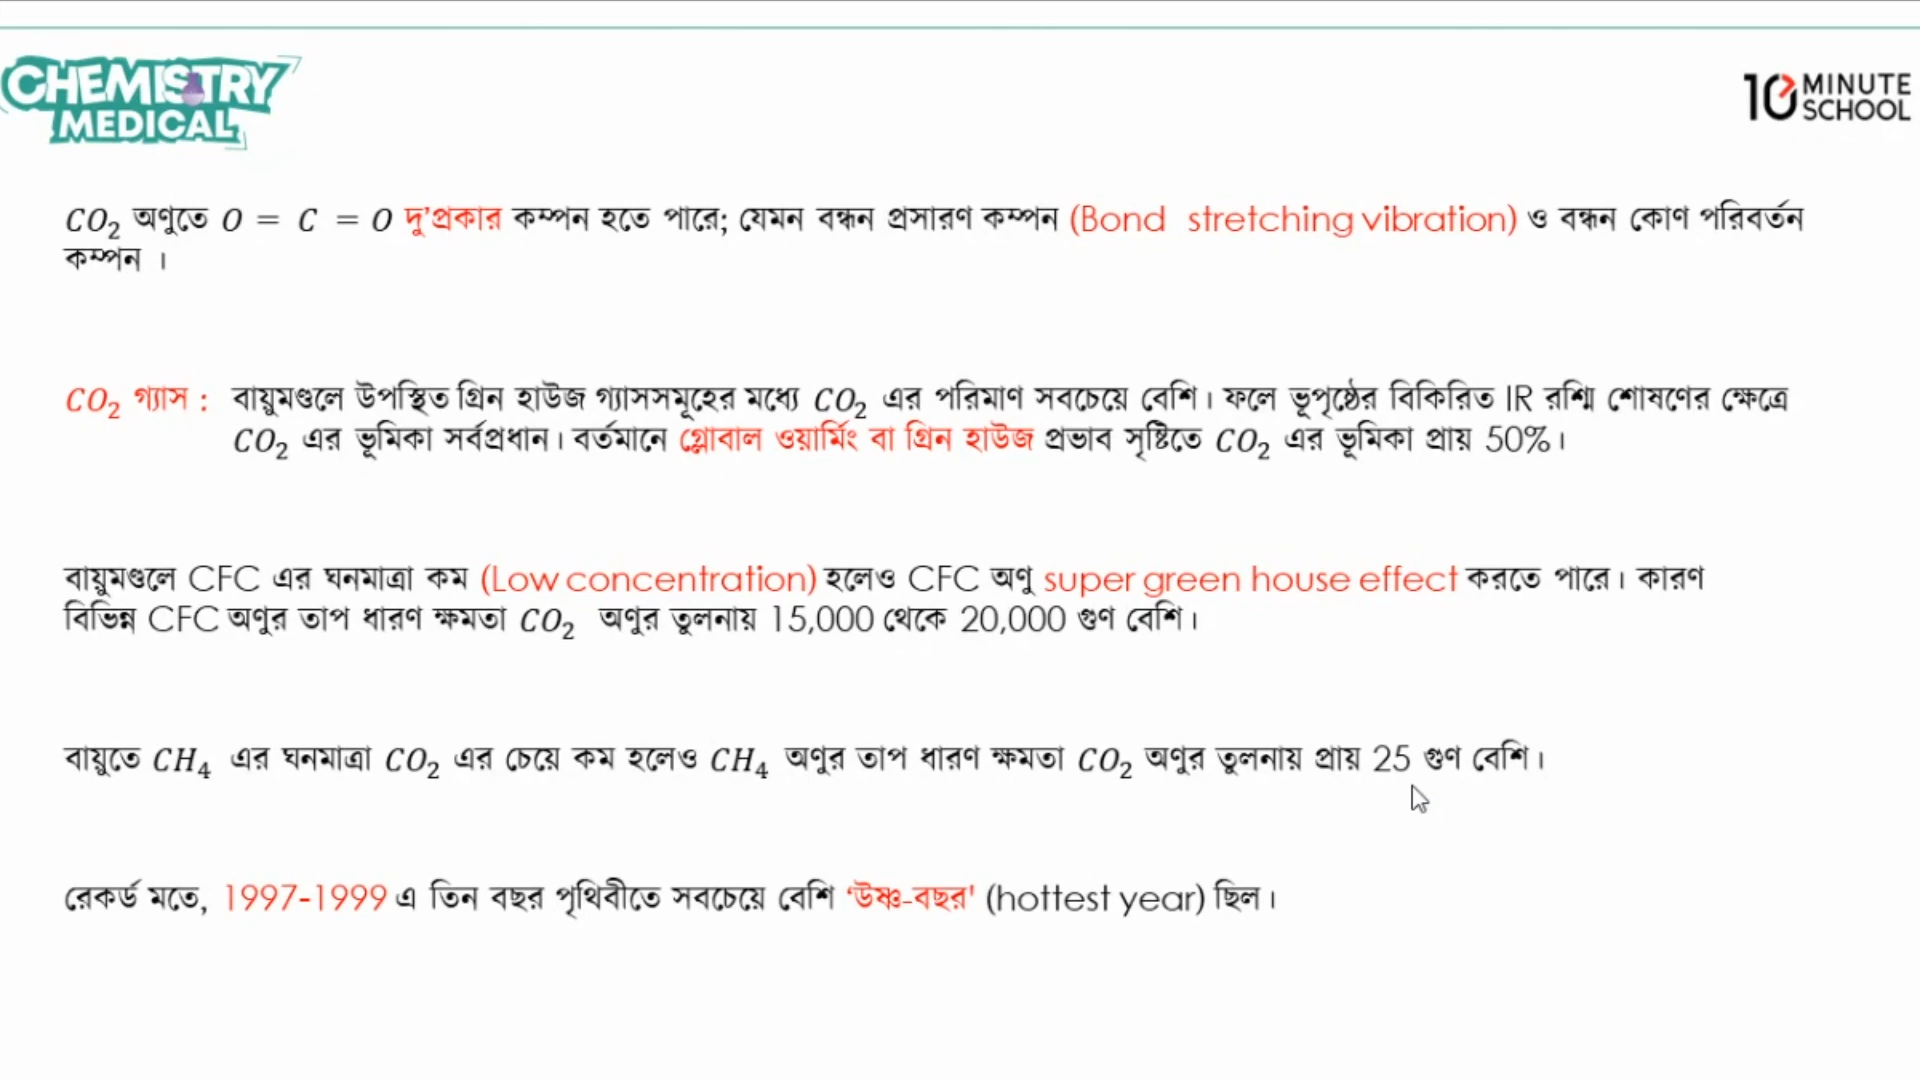 CHEMISTRY
MEDICAL
10 MINUTE
SCHOOL
CO₂ অণুতে O = C = O দু'প্রকার কম্পন হতে পারে; যেমন বন্ধন প্রসারণ কম্পন (Bond stretching vibration) ও বন্ধন কোণ পরিবর্তন
কম্পন ।
CO₂ গ্যাস : বায়ুমণ্ডলে উপস্থিত গ্রিন হাউজ গ্যাসসমূহের মধ্যে CO₂ এর পরিমাণ সবচেয়ে বেশি। ফলে ভূপৃষ্ঠের বিকিরিত IR রশ্মি শোষণের ক্ষেত্রে
CO₂ এর ভূমিকা সর্বপ্রধান। বর্তমানে গ্লোবাল ওয়ার্মিং বা গ্রিন হাউজ প্রভাব সৃষ্টিতে CO₂ এর ভূমিকা প্রায় 50%।
বায়ুমণ্ডলে CFC এর ঘনমাত্রা কম (Low concentration) হলেও CFC অণু super green house effect করতে পারে। কারণ
বিভিন্ন CFC অণুর তাপ ধারণ ক্ষমতা CO₂ অণুর তুলনায় 15,000 থেকে 20,000 গুণ বেশি।
বায়ুতে CH₄ এর ঘনমাত্রা CO₂ এর চেয়ে কম হলেও CH₄ অণুর তাপ ধারণ ক্ষমতা CO₂ অণুর তুলনায় প্রায় 25 গুণ বেশি।
রেকর্ড মতে, 1997-1999 এ তিন বছর পৃথিবীতে সবচেয়ে বেশি ‘উষ্ণ-বছর' (hottest year) ছিল।